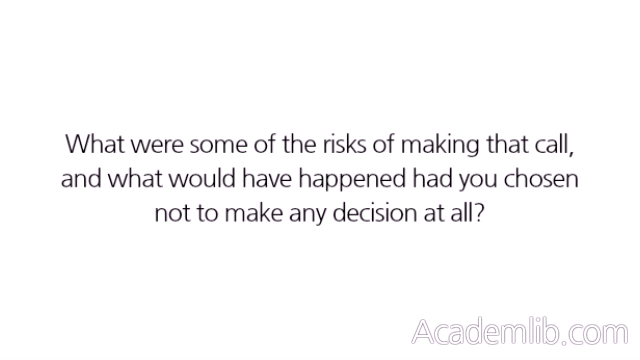 What were some of the risks of making that call,
and what would have happened had you chosen
not to make any decision at all?
Academlib.com